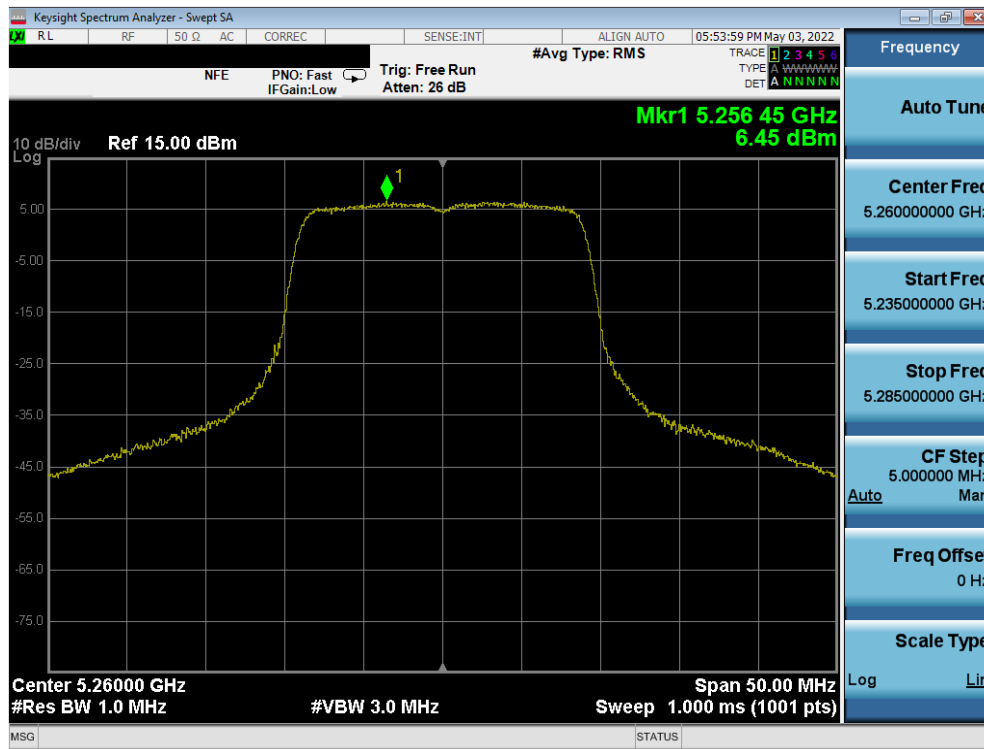 Keysight Spectrum Analyzer - Swept SA
LXI RL RF 50 Ω AC CORREC SENSE:INT ALIGN AUTO 05:53:59 PM May 03, 2022
NFE PNO: Fast Trig: Free Run #Avg Type: RMS TRACE 1 2 3 4 5 6
IFGain:Low Atten: 26 dB TYPE A WWWWW
DET A N N N N N
Mkr1 5.256 45 GHz
6.45 dBm
10 dB/div Ref 15.00 dBm
Log
1
5.00
-5.00
-15.0
-25.0
-35.0
-45.0
-55.0
-65.0
-75.0
Center 5.26000 GHz Span 50.00 MHz
#Res BW 1.0 MHz #VBW 3.0 MHz Sweep 1.000 ms (1001 pts)
MSG STATUS
Frequency
Auto Tune
Center Freq
5.260000000 GHz
Start Freq
5.235000000 GHz
Stop Freq
5.285000000 GHz
CF Step
5.000000 MHz
Auto Man
Freq Offset
0 Hz
Scale Type
Log Lin